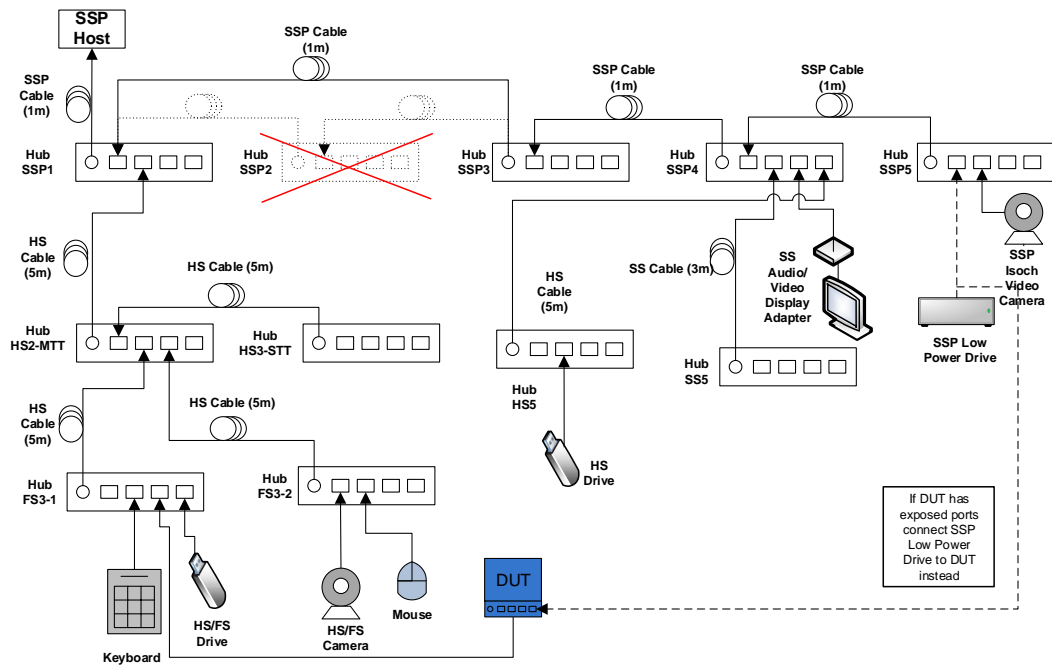 SSP
Host
SSP
Cable
(1m)
SSP Cable
(1m)
SSP Cable
(1m)
SSP Cable
(1m)
Hub
SSP1
Hub
SSP2
Hub
SSP3
Hub
SSP4
Hub
SSP5
HS
Cable
(5m)
HS Cable (5m)
HS
Cable
(5m)
SS Cable (3m)
SS
Audio/
Video
Display
Adapter
SSP
Isoch
Video
Camera
SSP Low
Power Drive
Hub
HS2-MTT
Hub
HS3-STT
Hub
HS5
Hub
SS5
HS
Cable
(5m)
HS Cable (5m)
HS
Drive
Hub
FS3-1
Hub
FS3-2
If DUT has
exposed ports
connect SSP
Low Power
Drive to DUT
instead
DUT
Keyboard
HS/FS
Drive
HS/FS
Camera
Mouse